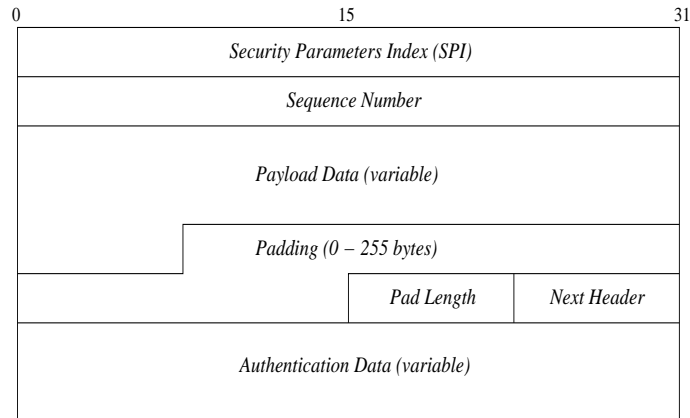 0 15 31
Security Parameters Index (SPI)
Sequence Number
Payload Data (variable)
Padding (0 – 255 bytes)
Pad Length Next Header
Authentication Data (variable)